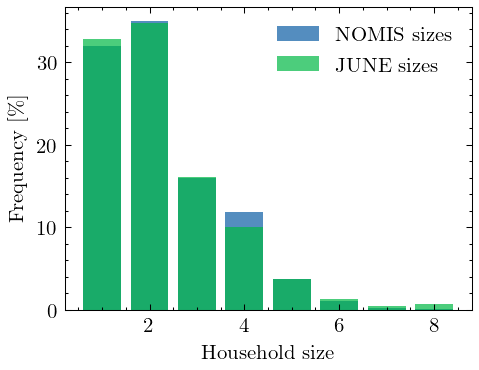 NOMIS sizes
JUNE sizes
Frequency [%]
30
20
10
0
2 4 6 8
Household size